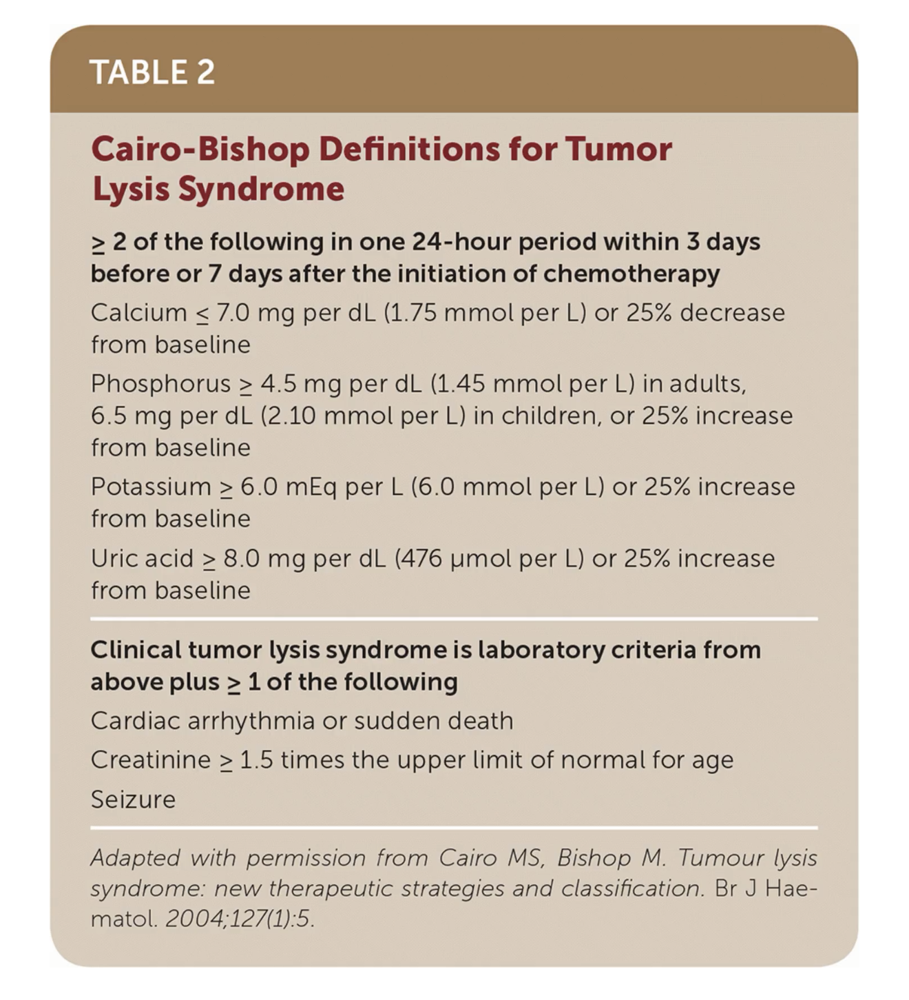 TABLE 2
Cairo-Bishop Definitions for Tumor
Lysis Syndrome
≥ 2 of the following in one 24-hour period within 3 days
before or 7 days after the initiation of chemotherapy
Calcium ≤ 7.0 mg per dL (1.75 mmol per L) or 25% decrease
from baseline
Phosphorus ≥ 4.5 mg per dL (1.45 mmol per L) in adults,
6.5 mg per dL (2.10 mmol per L) in children, or 25% increase
from baseline
Potassium ≥ 6.0 mEq per L (6.0 mmol per L) or 25% increase
from baseline
Uric acid ≥ 8.0 mg per dL (476 μmol per L) or 25% increase
from baseline
Clinical tumor lysis syndrome is laboratory criteria from
above plus ≥ 1 of the following
Cardiac arrhythmia or sudden death
Creatinine ≥ 1.5 times the upper limit of normal for age
Seizure
Adapted with permission from Cairo MS, Bishop M. Tumour lysis
syndrome: new therapeutic strategies and classification. Br J Hae-
matol. 2004;127(1):5.